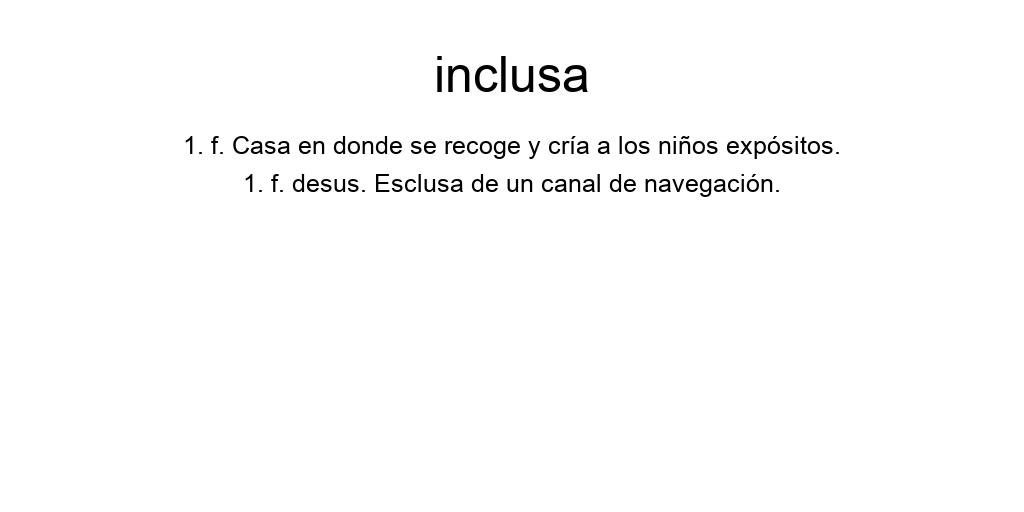 inclusa
1. f. Casa en donde se recoge y cría a los niños expósitos.
1. f. desus. Esclusa de un canal de navegación.